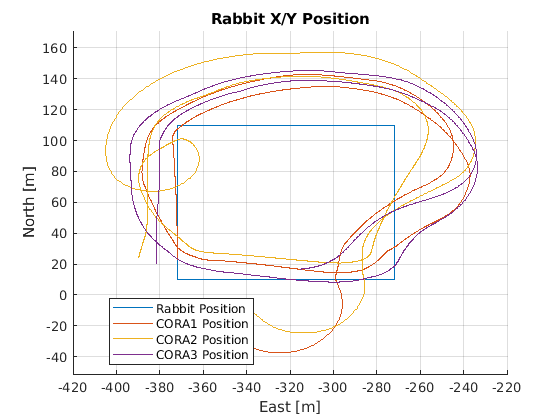 Rabbit X/Y Position
160
140
120
100
80
60
40
20
0
-20
-40
North [m]
Rabbit Position
CORA1 Position
CORA2 Position
CORA3 Position
-420 -400 -380 -360 -340 -320 -300 -280 -260 -240 -220
East [m]